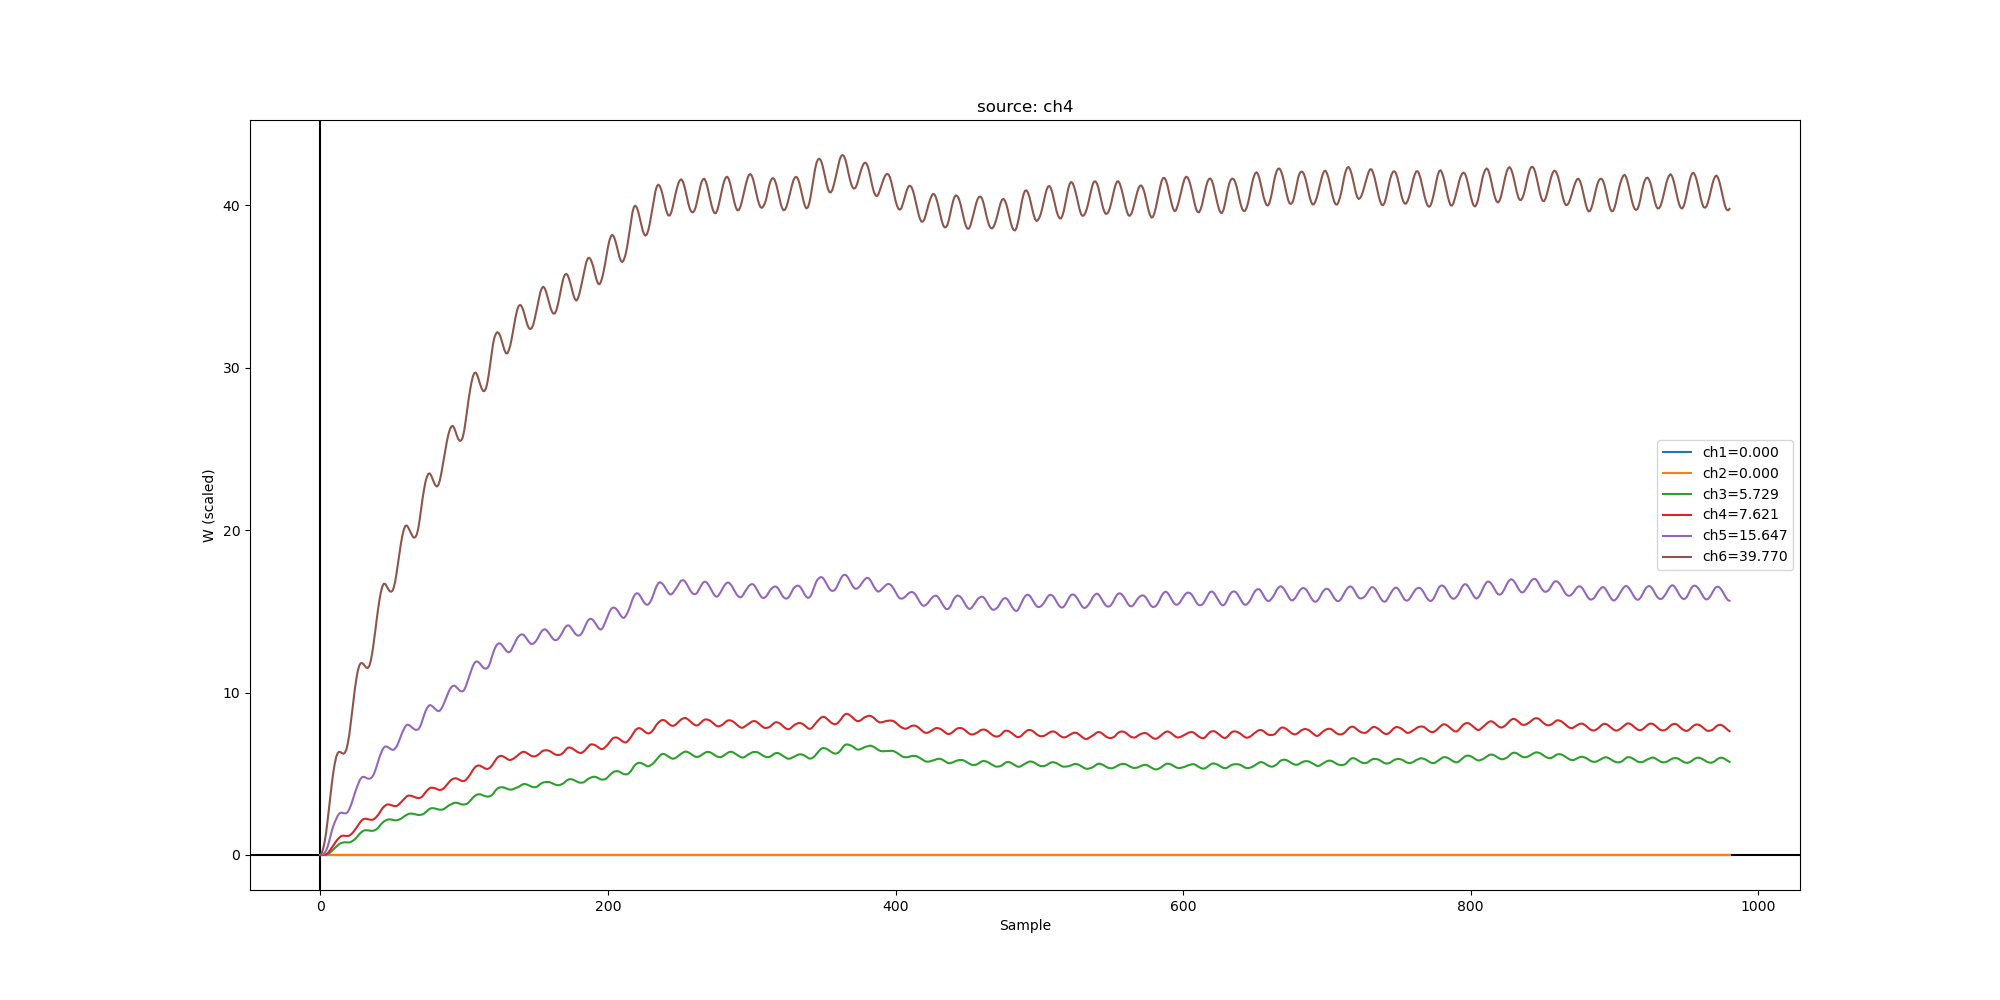 source: ch4
40
30
20
10
0
W (scaled)
ch1=0.000
ch2=0.000
ch3=5.729
ch4=7.621
ch5=15.647
ch6=39.770
0 200 400 600 800 1000
Sample